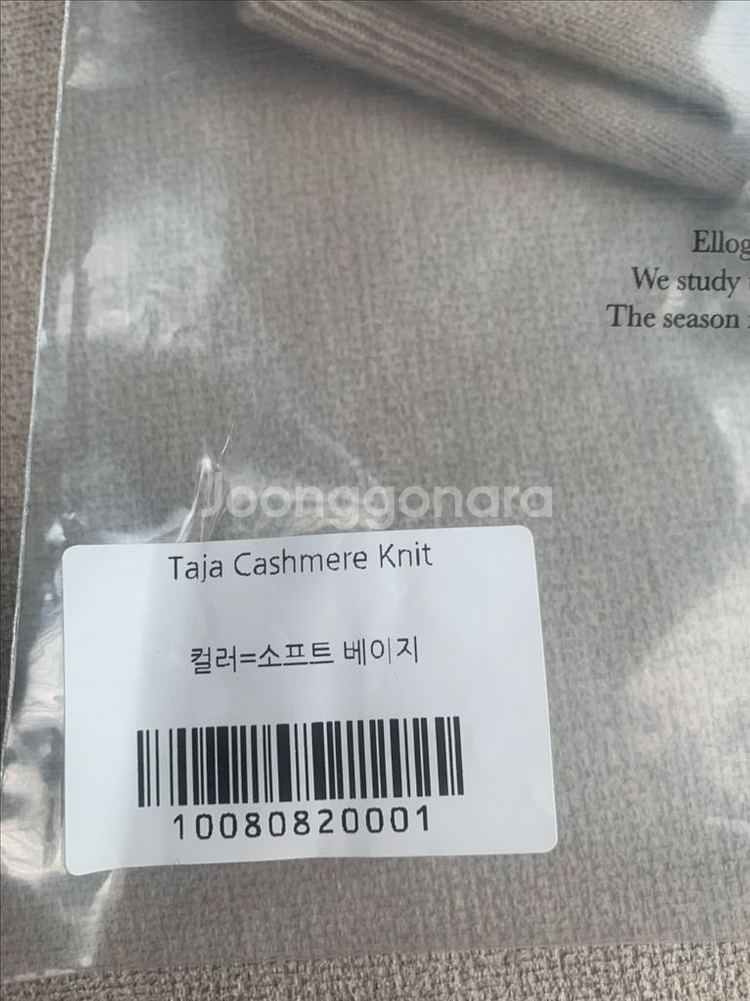 Ellog
We study
The season
Joonggonara
Taja Cashmere Knit
컬러=소프트 베이지
10080820001